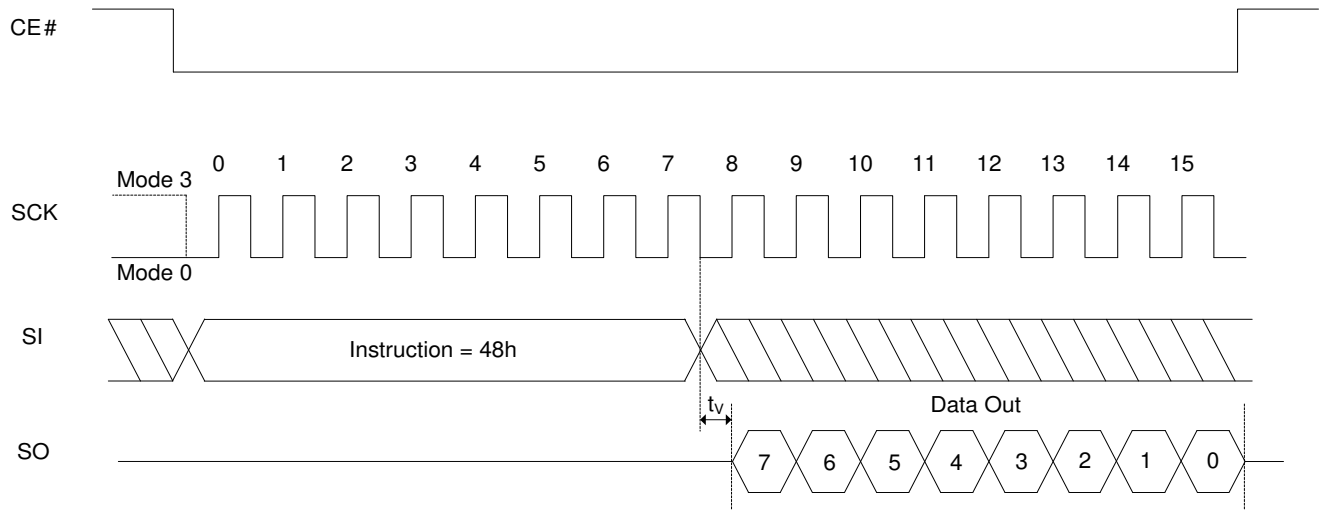 CE#
0 1 2 3 4 5 6 7 8 9 10 11 12 13 14 15
Mode 3
SCK
Mode 0
SI
Instruction = 48h
tV
Data Out
SO
7 6 5 4 3 2 1 0